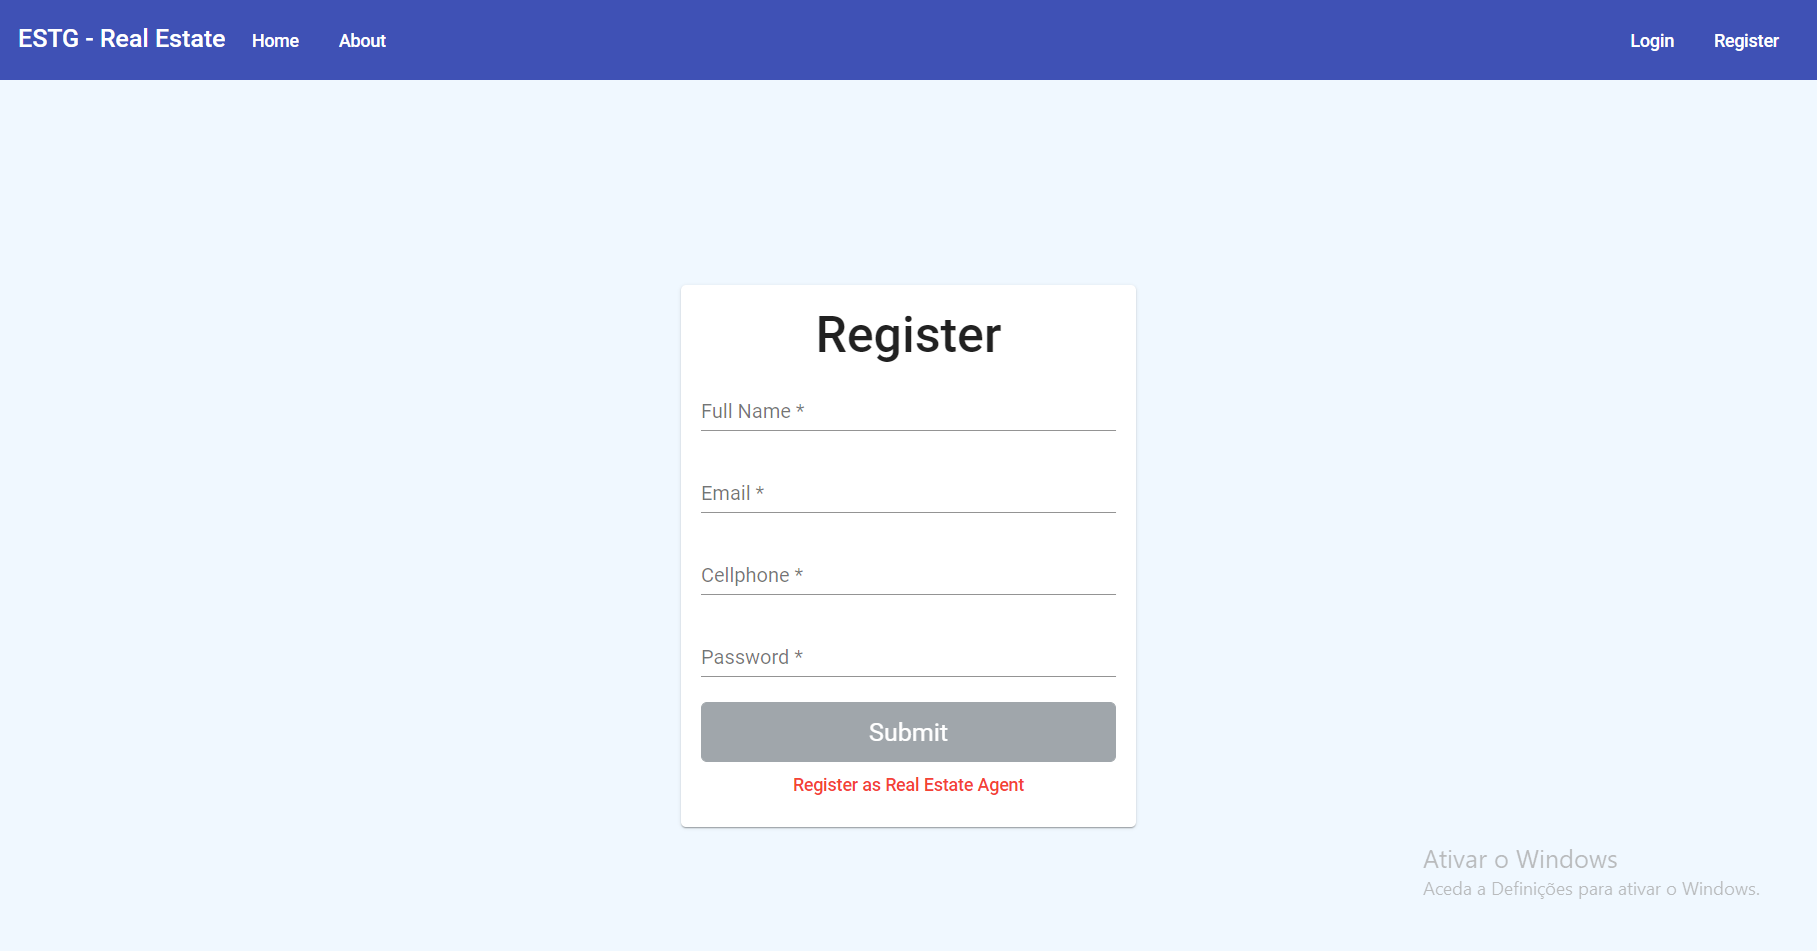 ESTG - Real Estate Home About Login Register
Register
Full Name *
Email *
Cellphone *
Password *
Submit
Register as Real Estate Agent
Ativar o Windows
Aceda a Definições para ativar o Windows.